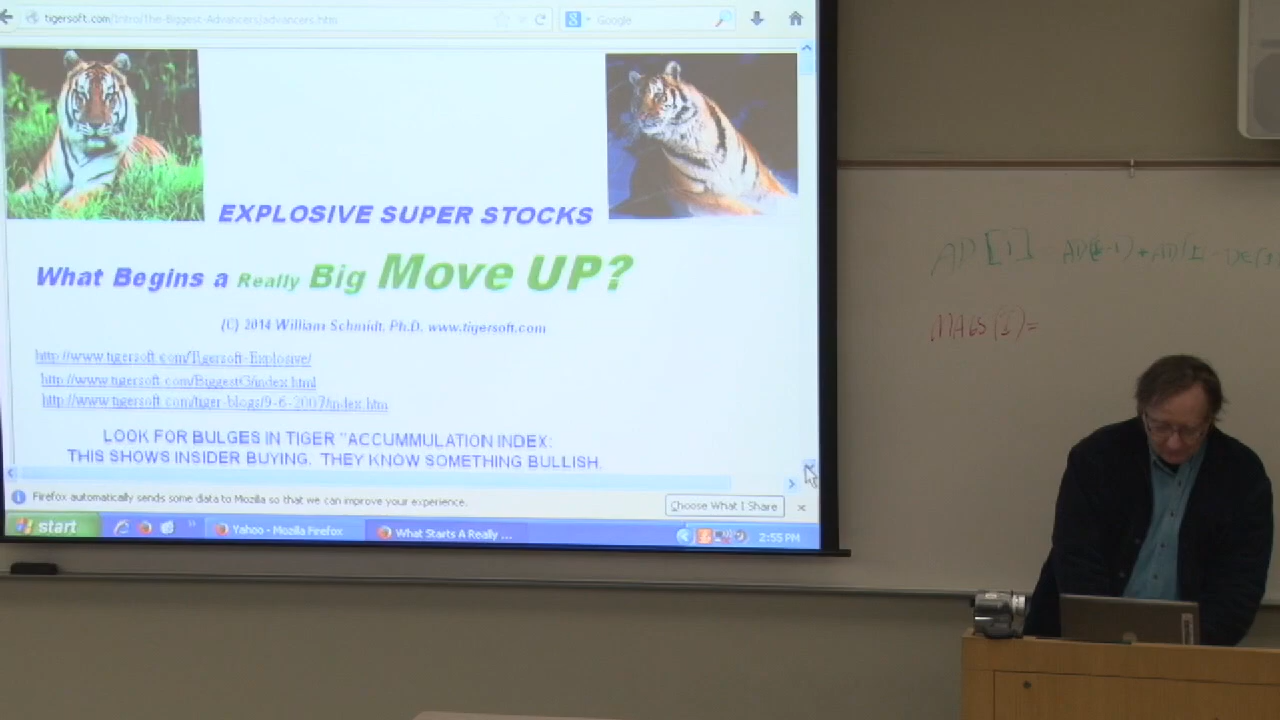 tigersoft.com/Intro/The-Biggest-Advancers/advancers.htm
Google
EXPLOSIVE SUPER STOCKS
What Begins a Really Big Move UP?
(C) 2014 William Schmidt, Ph.D. www.tigersoft.com
http://www.tigersoft.com/Tigersoft-Explosive/
http://www.tigersoft.com/BiggestG/index.html
http://www.tigersoft.com/tiger-blogs/9-6-2007/index.htm
LOOK FOR BULGES IN TIGER "ACCUMMULATION INDEX:
THIS SHOWS INSIDER BUYING. THEY KNOW SOMETHING BULLISH.
Firefox automatically sends some data to Mozilla so that we can improve your experience.
Choose What I Share
start
Yahoo - Mozilla Firefox
What Starts A Really ...
2:55 PM